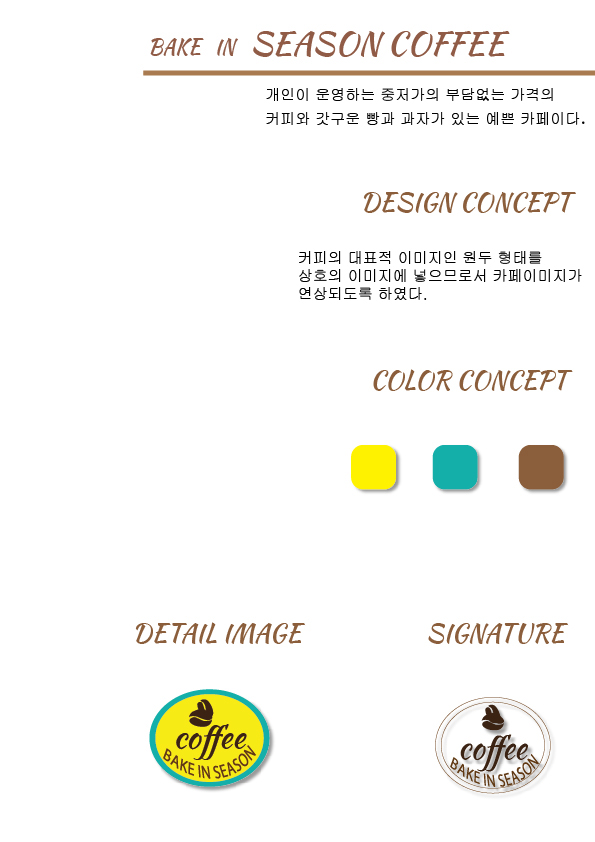 BAKE IN SEASON COFFEE
개인이 운영하는 중저가의 부담없는 가격의
커피와 갓구운 빵과 과자가 있는 예쁜 카페이다.
DESIGN CONCEPT
커피의 대표적 이미지인 원두 형태를
상호의 이미지에 넣으므로서 카페이미지가
연상되도록 하였다.
COLOR CONCEPT
DETAIL IMAGE
SIGNATURE
coffee
BAKE IN SEASON
coffee
BAKE IN SEASON